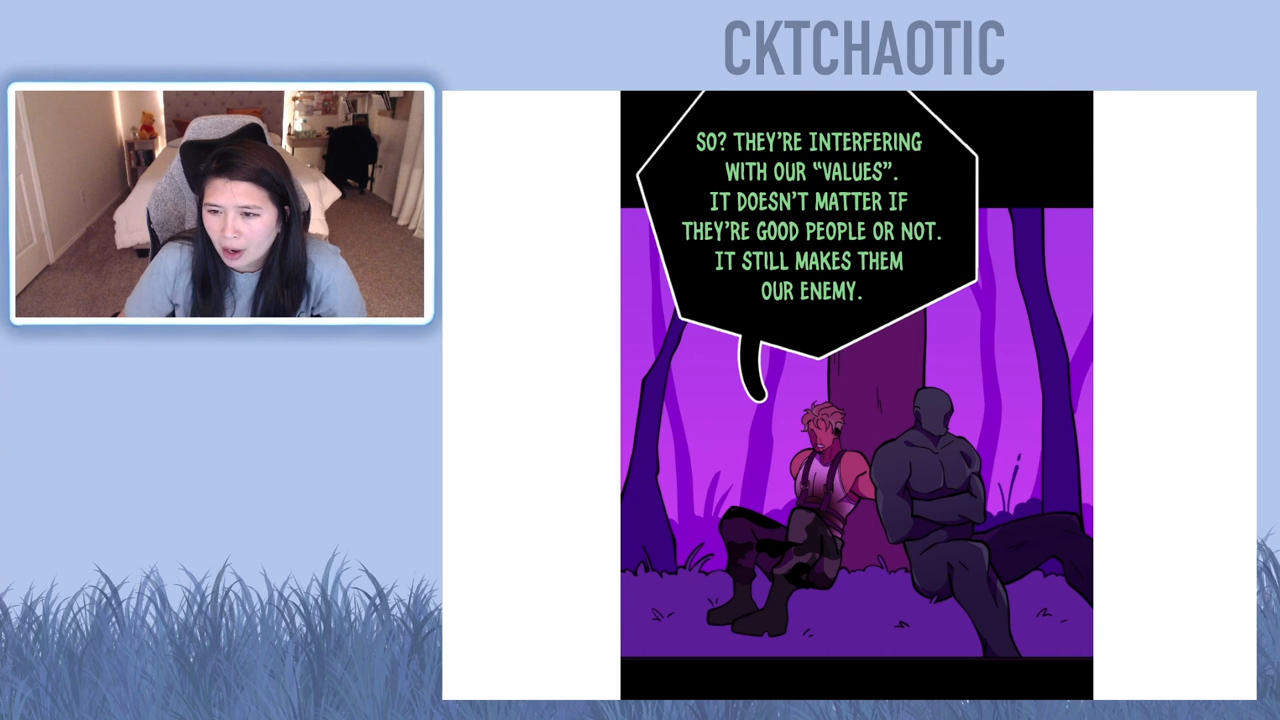 CKTCHAOTIC
SO? THEY'RE INTERFERING
WITH OUR “VALUES”.
IT DOESN'T MATTER IF
THEY'RE GOOD PEOPLE OR NOT.
IT STILL MAKES THEM
OUR ENEMY.